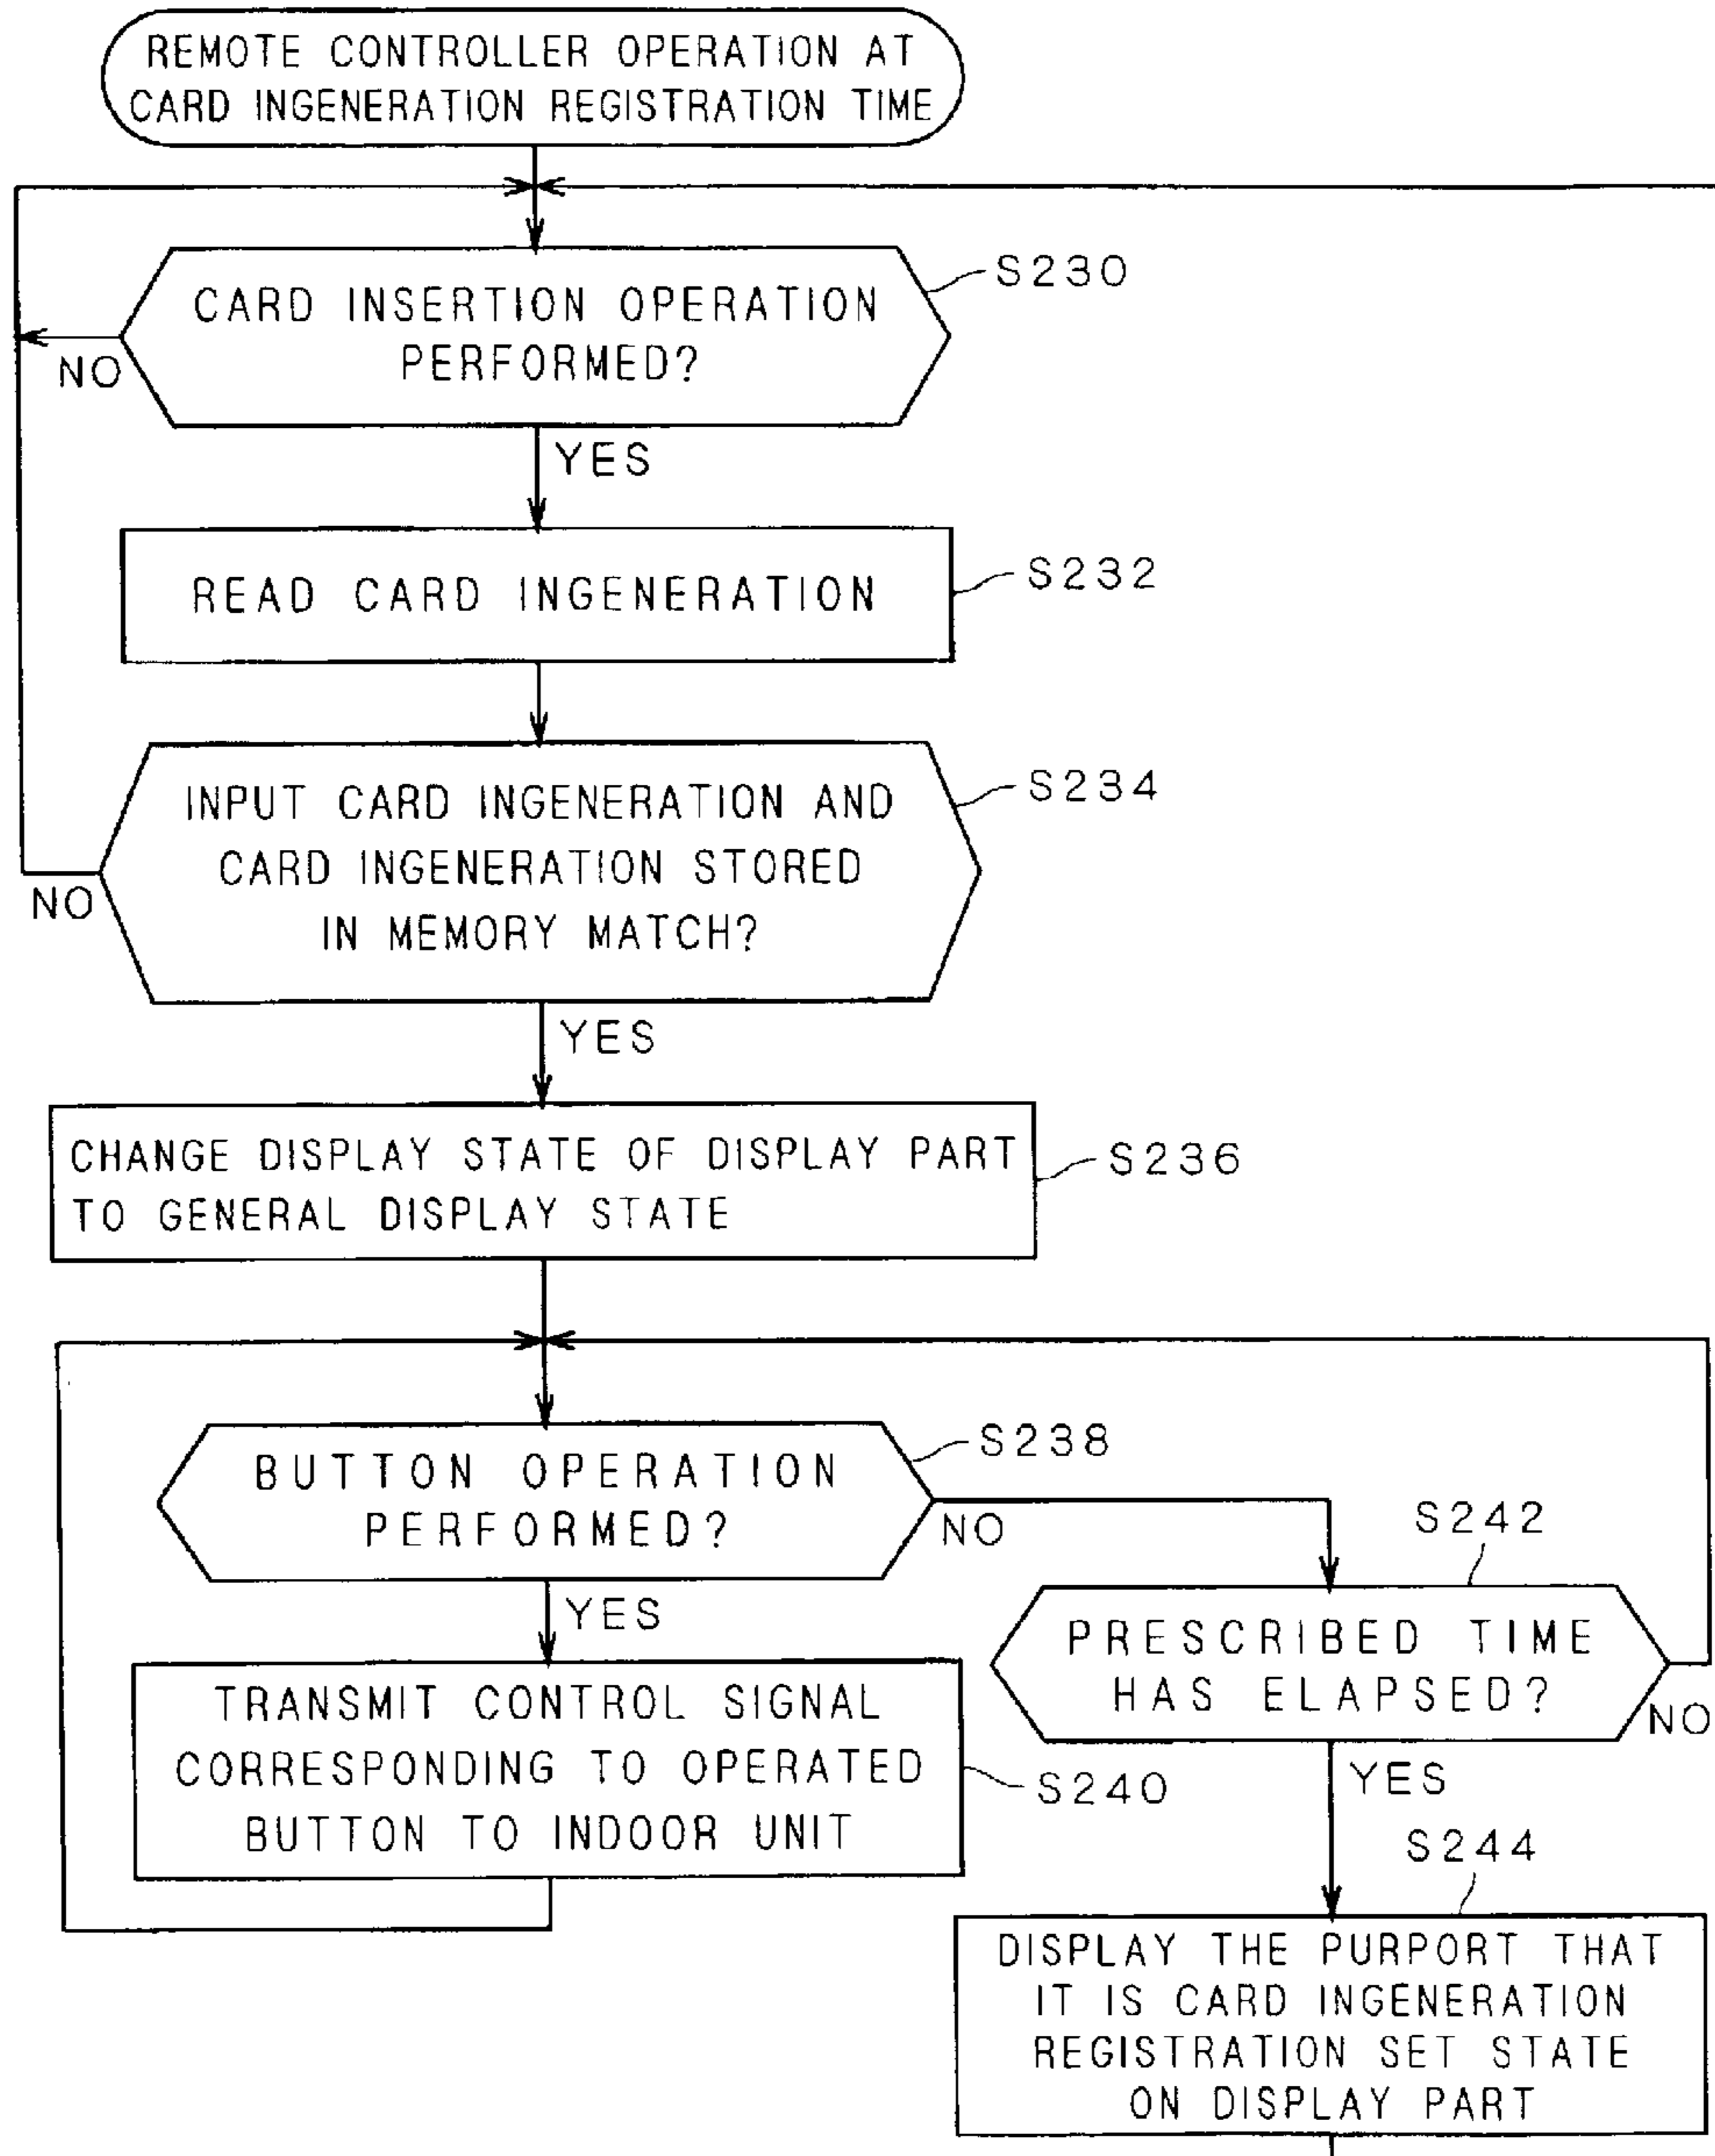 REMOTE CONTROLLER OPERATION AT
CARD INGENERATION REGISTRATION TIME
CARD INSERTION OPERATION
PERFORMED?
S230
NO
YES
READ CARD INGENERATION
S232
INPUT CARD INGENERATION AND
CARD INGENERATION STORED
IN MEMORY MATCH?
S234
NO
YES
CHANGE DISPLAY STATE OF DISPLAY PART
TO GENERAL DISPLAY STATE
S236
BUTTON OPERATION
PERFORMED?
S238
NO
YES
S242
PRESCRIBED TIME
HAS ELAPSED?
NO
YES
TRANSMIT CONTROL SIGNAL
CORRESPONDING TO OPERATED
BUTTON TO INDOOR UNIT
S240
S244
DISPLAY THE PURPORT THAT
IT IS CARD INGENERATION
REGISTRATION SET STATE
ON DISPLAY PART